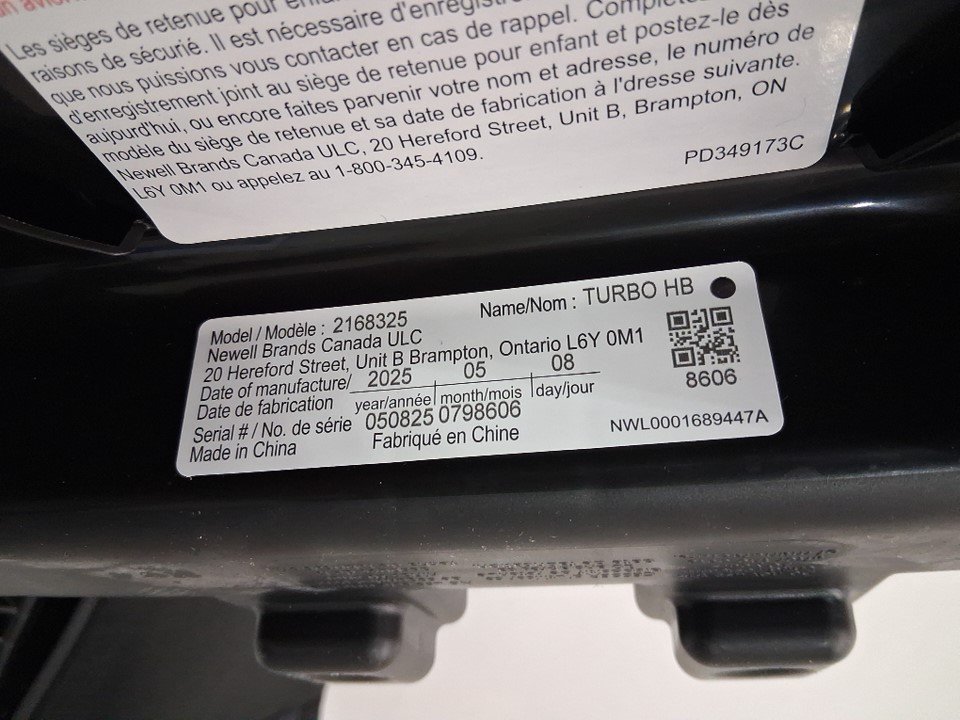 un avion
Les sièges de retenue pour
raisons de sécurié. Il est nécessaire d'enregistre
que nous puissions vous contacter en cas de rappel. Complé
d'enregistrement joint au siège de retenue pour enfant et postez-le dès
aujourd'hui, ou encore faites parvenir votre nom et adresse, le numéro de
modèle du siège de retenue et sa date de fabrication à l'dresse suivante.
Newell Brands Canada ULC, 20 Hereford Street, Unit B, Brampton, ON
L6Y 0M1 ou appelez au 1-800-345-4109.
PD349173C
Model / Modèle : 2168325 Name/Nom : TURBO HB
Newell Brands Canada ULC
20 Hereford Street, Unit B Brampton, Ontario L6Y 0M1
Date of manufacture/ 2025 05 08
Date de fabrication year/année month/mois day/jour
8606
Serial # / No. de série 050825 0798606
Made in China Fabriqué en Chine NWL0001689447A